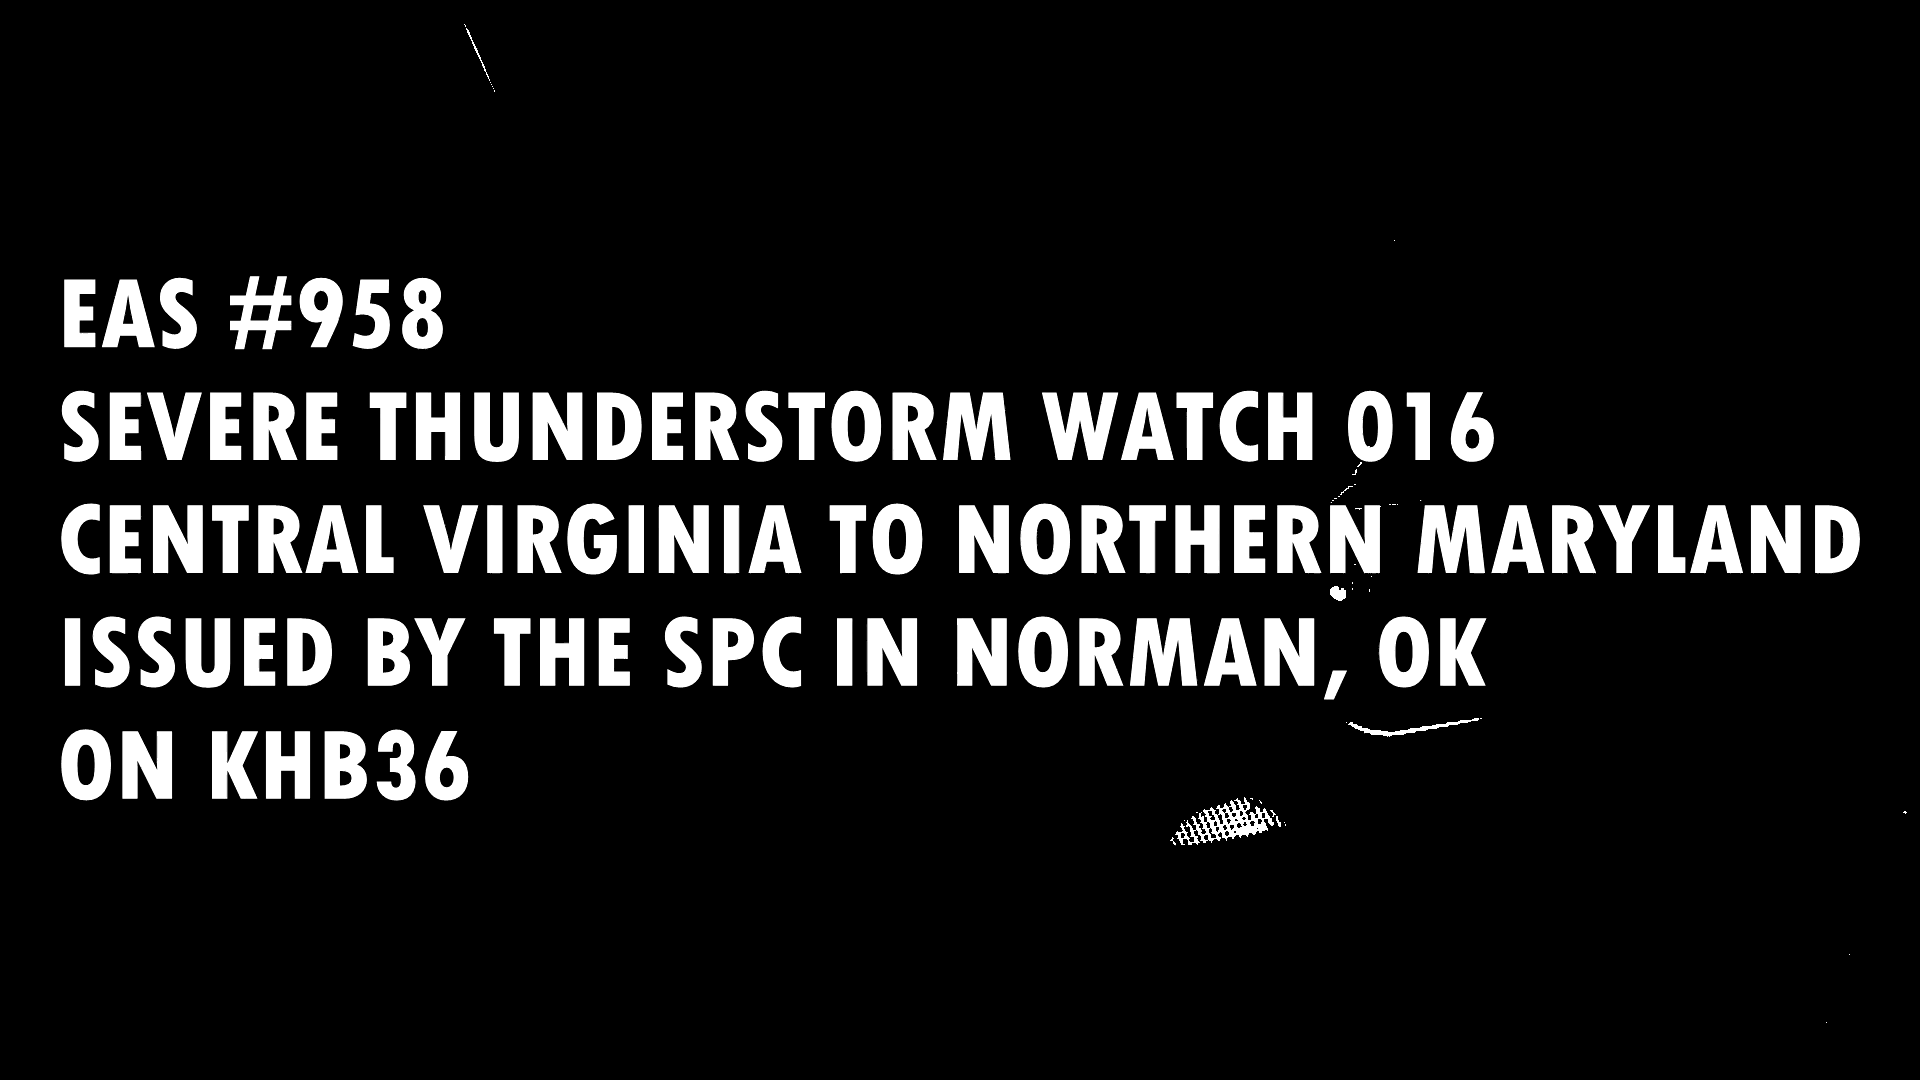 EAS #958
SEVERE THUNDERSTORM WATCH 016
CENTRAL VIRGINIA TO NORTHERN MARYLAND
ISSUED BY THE SPC IN NORMAN, OK
ON KHB36